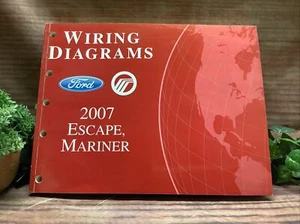 WIRING
DIAGRAMS
Ford
2007
ESCAPE,
MARINER